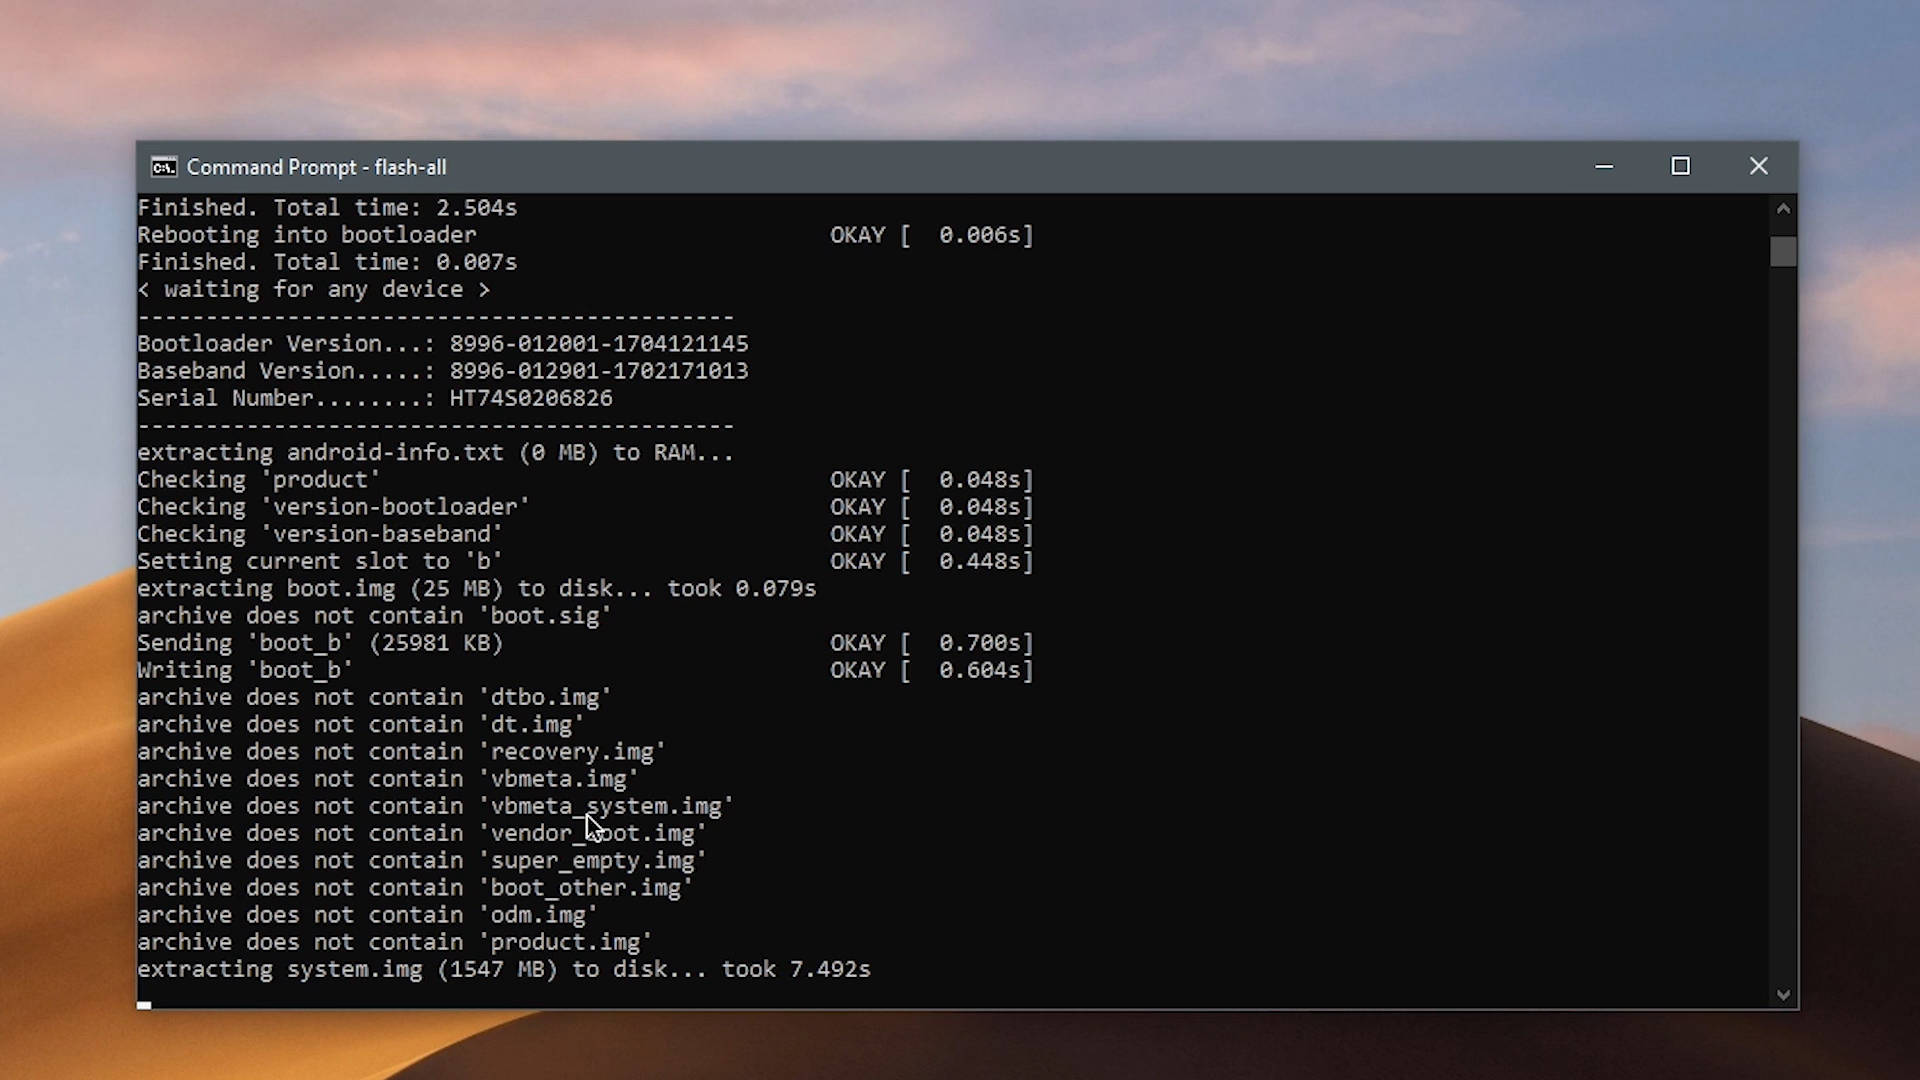 Command Prompt - flash-all
Finished. Total time: 2.504s
Rebooting into bootloader OKAY [ 0.006s]
Finished. Total time: 0.007s
< waiting for any device >
--------------------------------------------
Bootloader Version...: 8996-012001-1704121145
Baseband Version.....: 8996-012901-1702171013
Serial Number........: HT74S0206826
--------------------------------------------
extracting android-info.txt (0 MB) to RAM...
Checking 'product' OKAY [ 0.048s]
Checking 'version-bootloader' OKAY [ 0.048s]
Checking 'version-baseband' OKAY [ 0.048s]
Setting current slot to 'b' OKAY [ 0.448s]
extracting boot.img (25 MB) to disk... took 0.079s
archive does not contain 'boot.sig'
Sending 'boot_b' (25981 KB) OKAY [ 0.700s]
Writing 'boot_b' OKAY [ 0.604s]
archive does not contain 'dtbo.img'
archive does not contain 'dt.img'
archive does not contain 'recovery.img'
archive does not contain 'vbmeta.img'
archive does not contain 'vbmeta_system.img'
archive does not contain 'vendor_boot.img'
archive does not contain 'super_empty.img'
archive does not contain 'boot_other.img'
archive does not contain 'odm.img'
archive does not contain 'product.img'
extracting system.img (1547 MB) to disk... took 7.492s